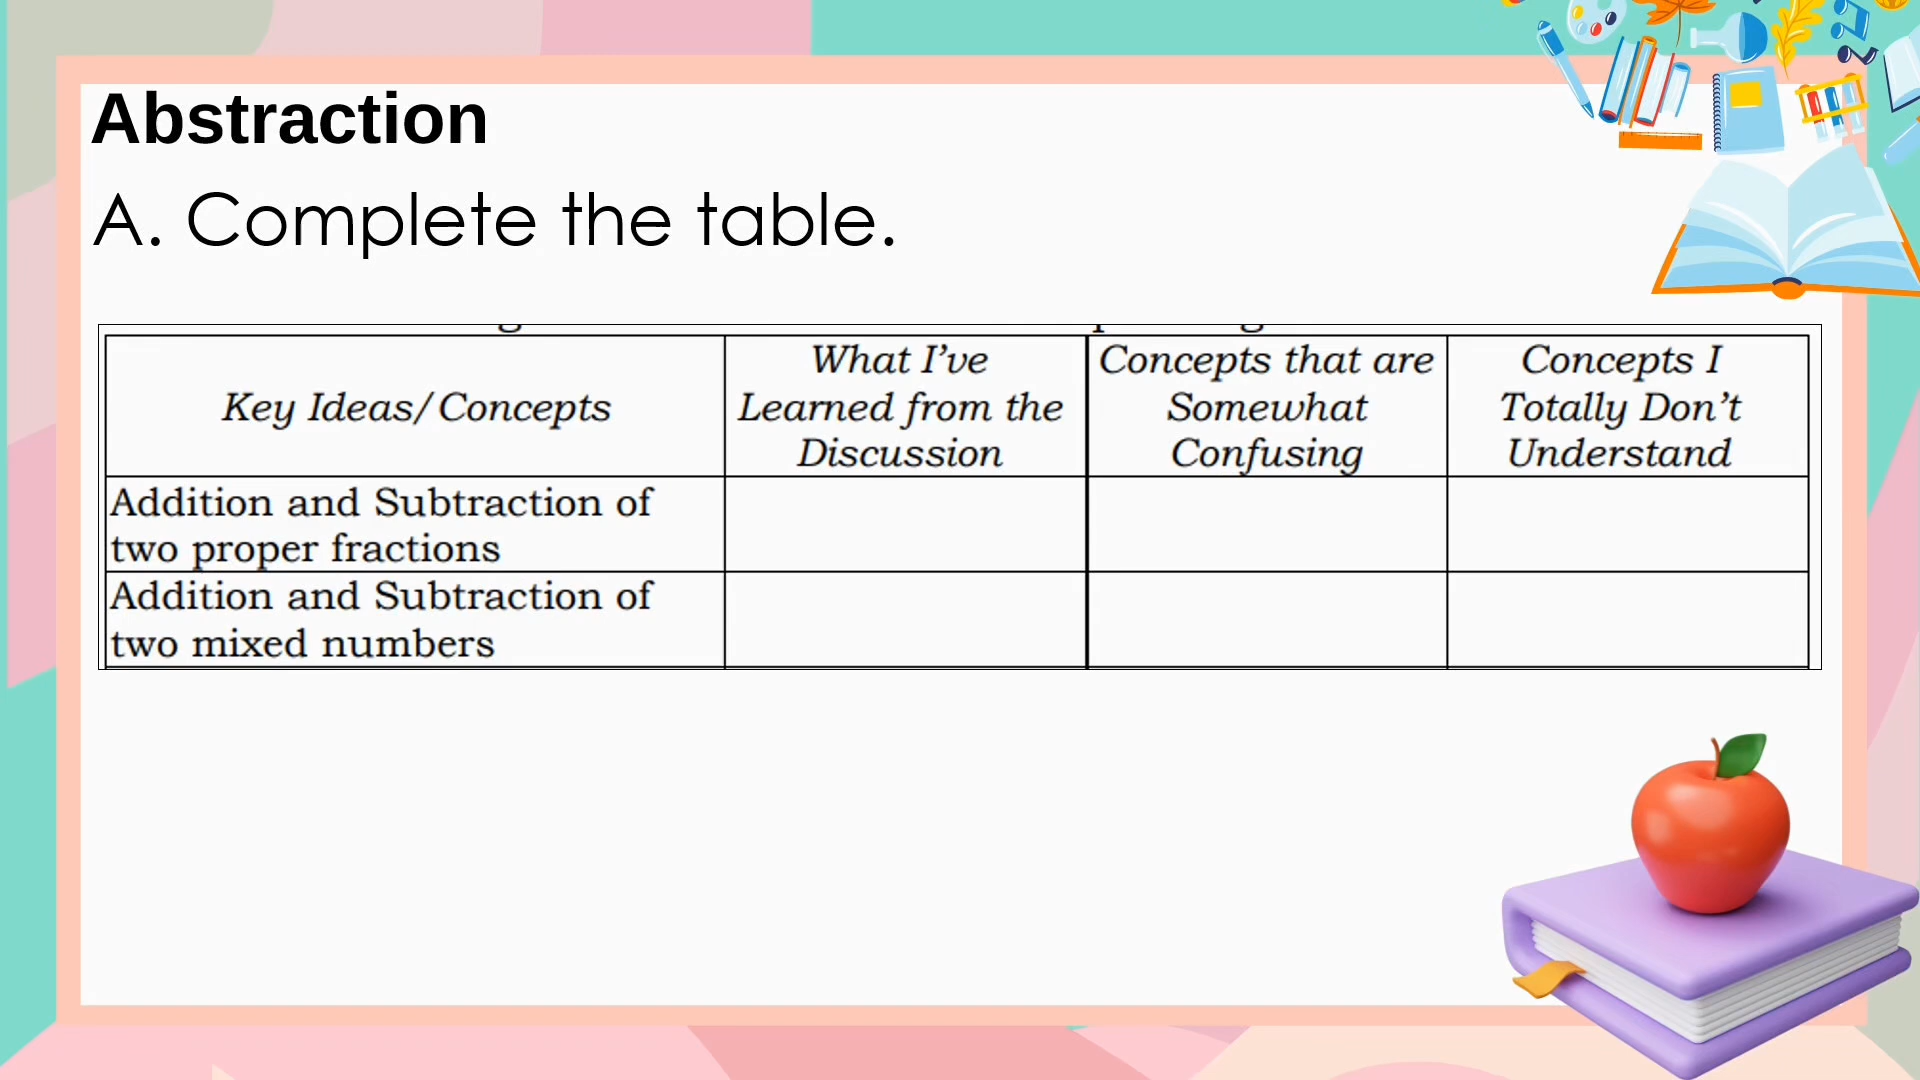 Abstraction
A. Complete the table.
Key Ideas/Concepts
What I've
Learned from the
Discussion
Concepts that are
Somewhat
Confusing
Concepts I
Totally Don't
Understand
Addition and Subtraction of
two proper fractions
Addition and Subtraction of
two mixed numbers